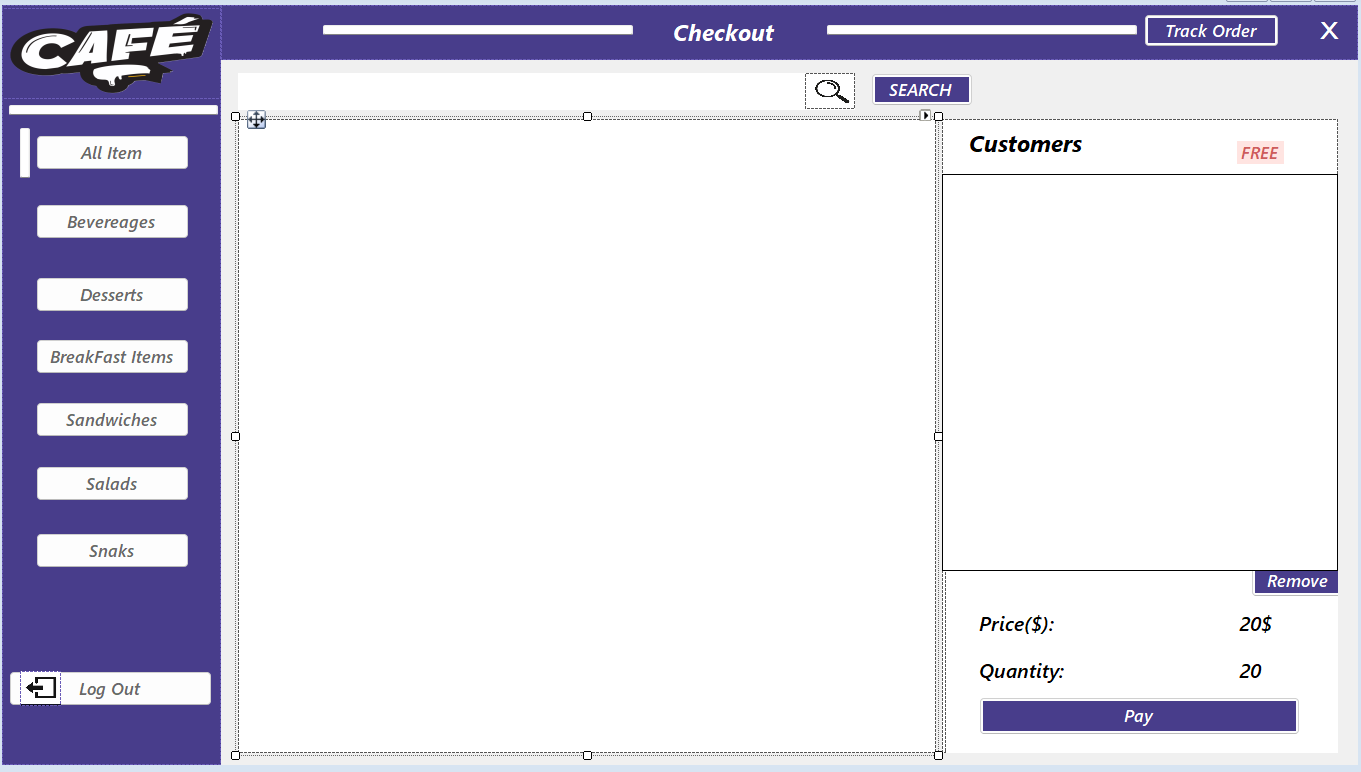 CAFÉ
Checkout
Track Order
X
SEARCH
All Item
Bevereages
Desserts
BreakFast Items
Sandwiches
Salads
Snaks
Log Out
Customers
FREE
Remove
Price($):
20$
Quantity:
20
Pay